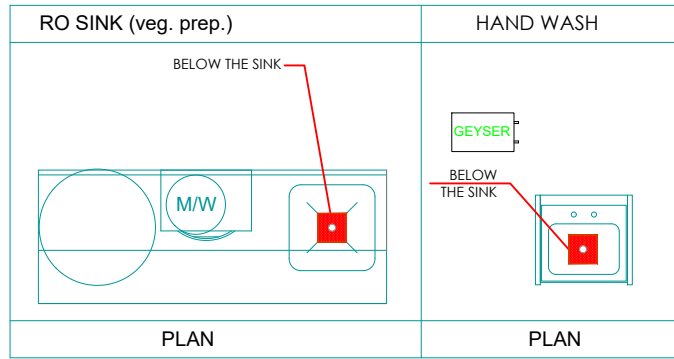 RO SINK (veg. prep.)
HAND WASH
BELOW THE SINK
GEYSER
BELOW
THE SINK
M/W
PLAN
PLAN